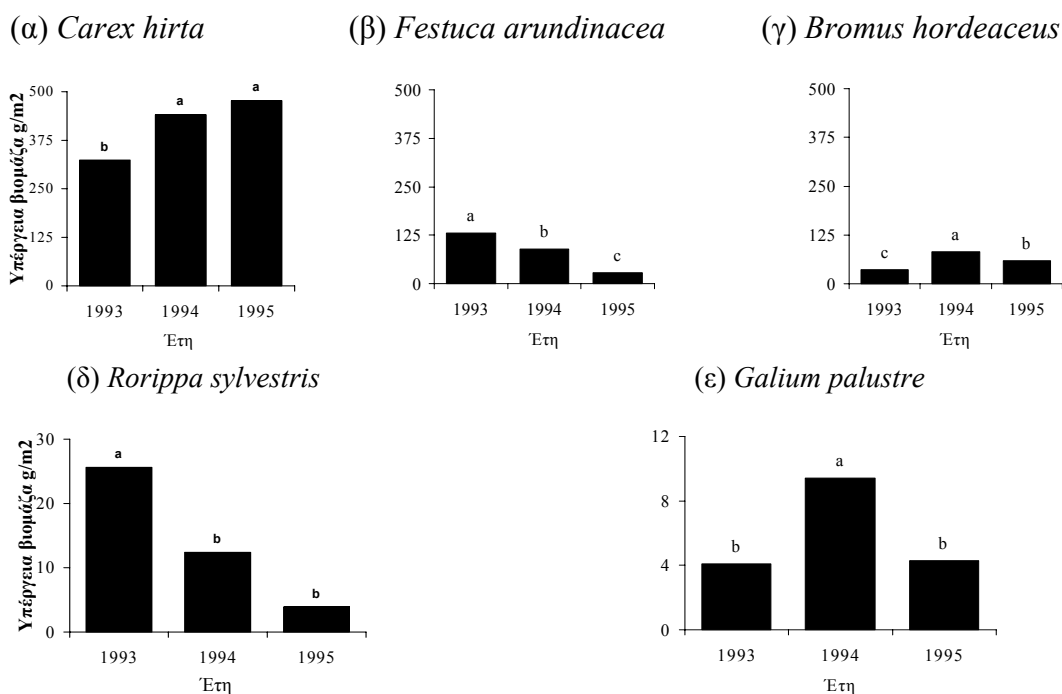 (α) Carex hirta
(β) Festuca arundinacea
(γ) Bromus hordeaceus
Υπέργεια βιομάζα g/m2
500
375
250
125
0
b
a
a
1993
1994
1995
Έτη
500
375
250
125
0
a
b
c
1993
1994
1995
Έτη
500
375
250
125
0
c
a
b
1993
1994
1995
Έτη
(δ) Rorippa sylvestris
(ε) Galium palustre
Υπέργεια βιομάζα g/m2
30
20
10
0
a
b
b
1993
1994
1995
Έτη
12
8
4
0
b
a
b
1993
1994
1995
Έτη